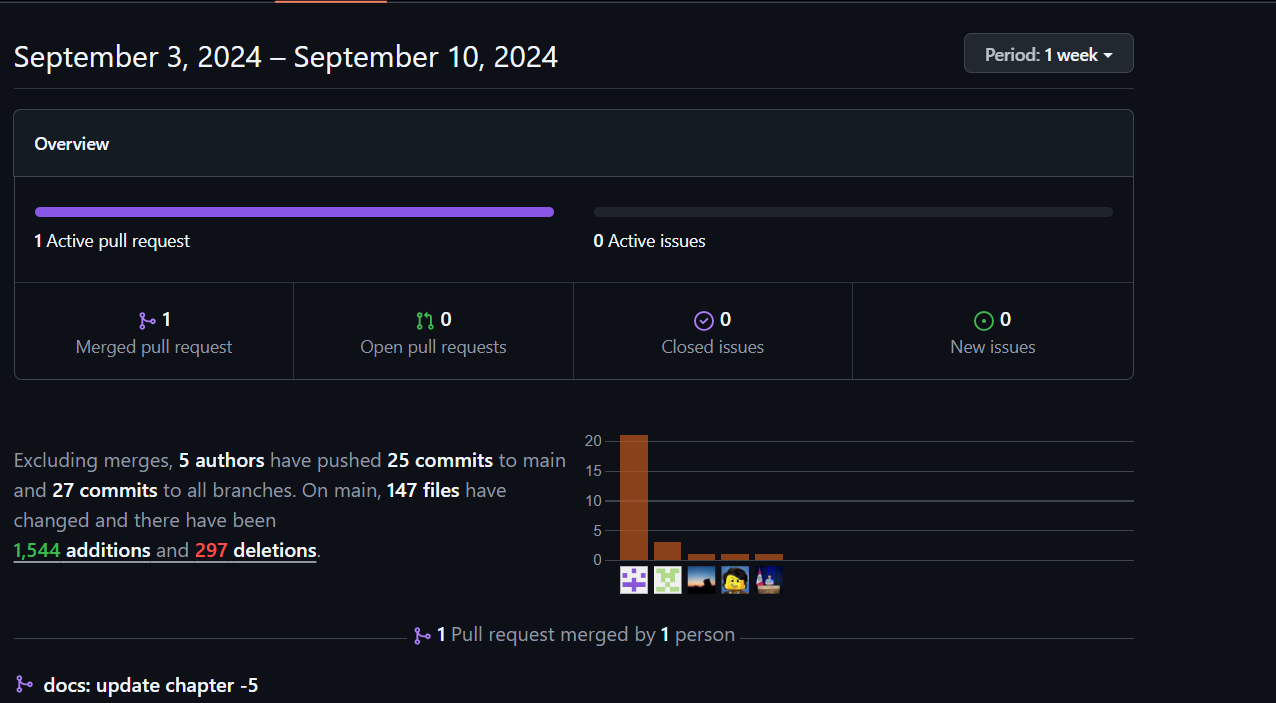 September 3, 2024 – September 10, 2024
Period: 1 week
Overview
1 Active pull request
0 Active issues
1
Merged pull request
0
Open pull requests
0
Closed issues
0
New issues
Excluding merges, 5 authors have pushed 25 commits to main
and 27 commits to all branches. On main, 147 files have
changed and there have been
1,544 additions and 297 deletions.
20
15
10
5
0
1 Pull request merged by 1 person
docs: update chapter -5